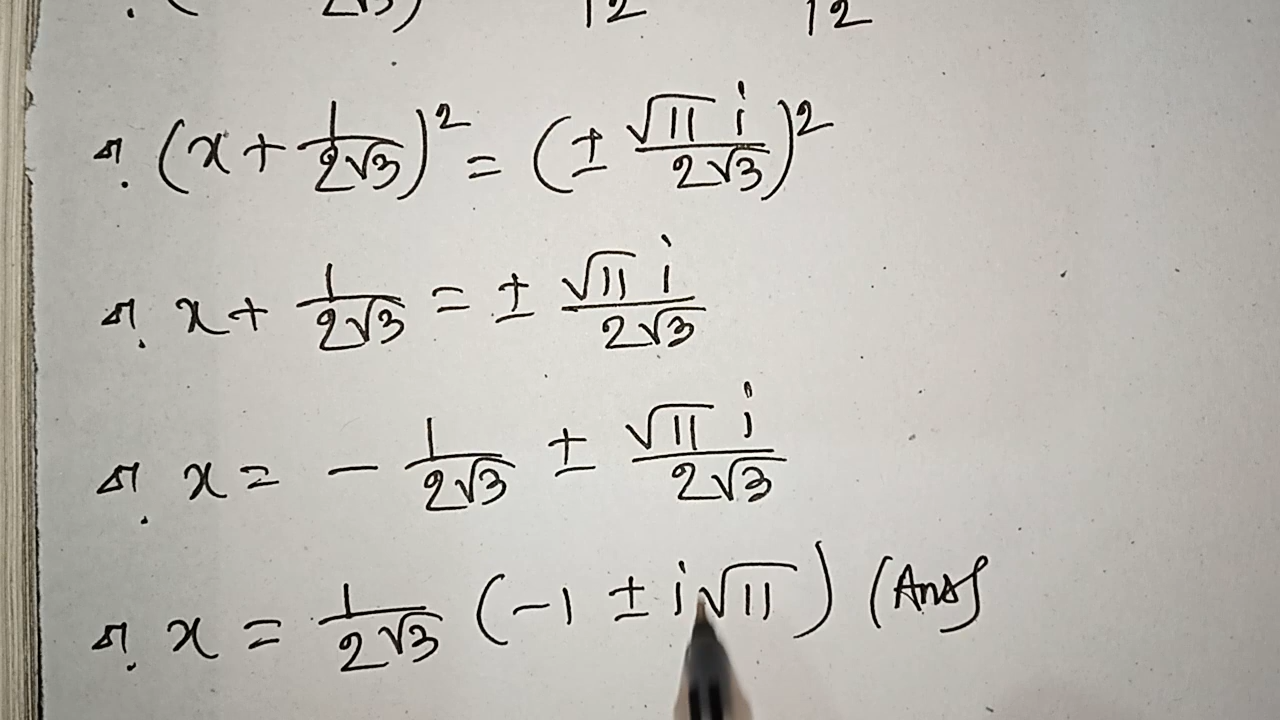 বা, (x + 1/2√3)² = (± √11 i/2√3)²
বা, x + 1/2√3 = ± √11 i/2√3
বা, x = - 1/2√3 ± √11 i/2√3
বা, x = 1/2√3 (-1 ± i√11) (Ans)